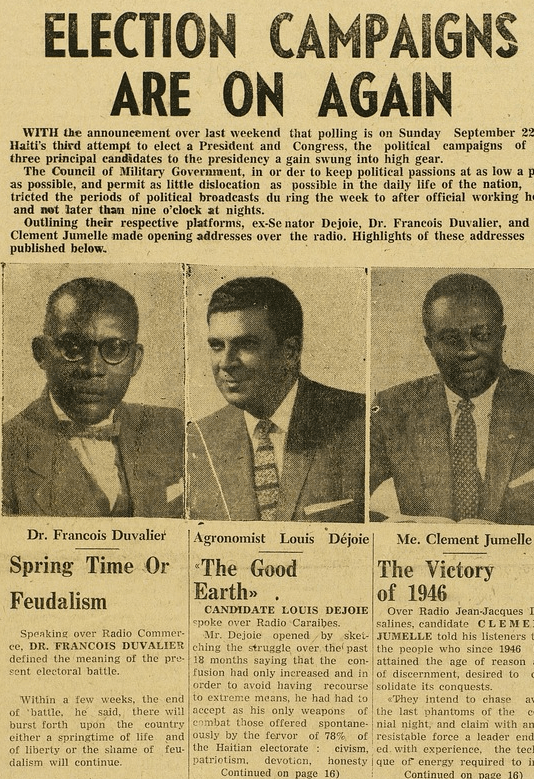 ELECTION CAMPAIGNS
ARE ON AGAIN
WITH the announcement over last weekend that polling is on Sunday September 22
Haiti's third attempt to elect a President and Congress, the political campaigns of
three principal candidates to the presidency again swung into high gear.
The Council of Military Government, in order to keep political passions at as low a p
as possible, and permit as little dislocation as possible in the daily life of the nation,
tricted the periods of political broadcasts during the week to after official working h
and not later than nine o'clock at nights.
Outlining their respective platforms, ex-Senator Dejoie, Dr. Francois Duvalier, and
Clement Jumelle made opening addresses over the radio. Highlights of these addresses
published below.
Dr. Francois Duvalier
Spring Time Or
Feudalism
Speaking over Radio Commer-
ce, DR. FRANCOIS DUVALIER
defined the meaning of the pre-
sent electoral battle.
Within a few weeks, the end
of battle, he said, there will
burst forth upon the country
either a springtime of life and
of liberty or the shame of feu-
dalism will continue.
Agronomist Louis Déjoie
«The Good
Earth» .
CANDIDATE LOUIS DEJOIE
spoke over Radio Caraibes.
Mr. Dejoie opened by sket-
ching the struggle over the past
18 months saying that the con-
fusion had only increased and in
order to avoid having recourse
to extreme means, he had had to
accept as his only weapons of
combat those offered spontane-
ously by the fervor of 78% of
the Haitian electorate : civism,
patriotism, devotion, honesty
Continued on page 16)
Me. Clement Jumelle
The Victory
of 1946
Over Radio Jean-Jacques D
salines, candidate CLEME
JUMELLE told his listeners t
the people who since 1946
attained the age of reason
of discernment, desired to c
solidate its conquests.
«They intend to chase av
the last phantoms of the c
nial night, and claim with an
resistable force a leader end
ed with experience, the tech
que of energy required to i
Continued on page 16)